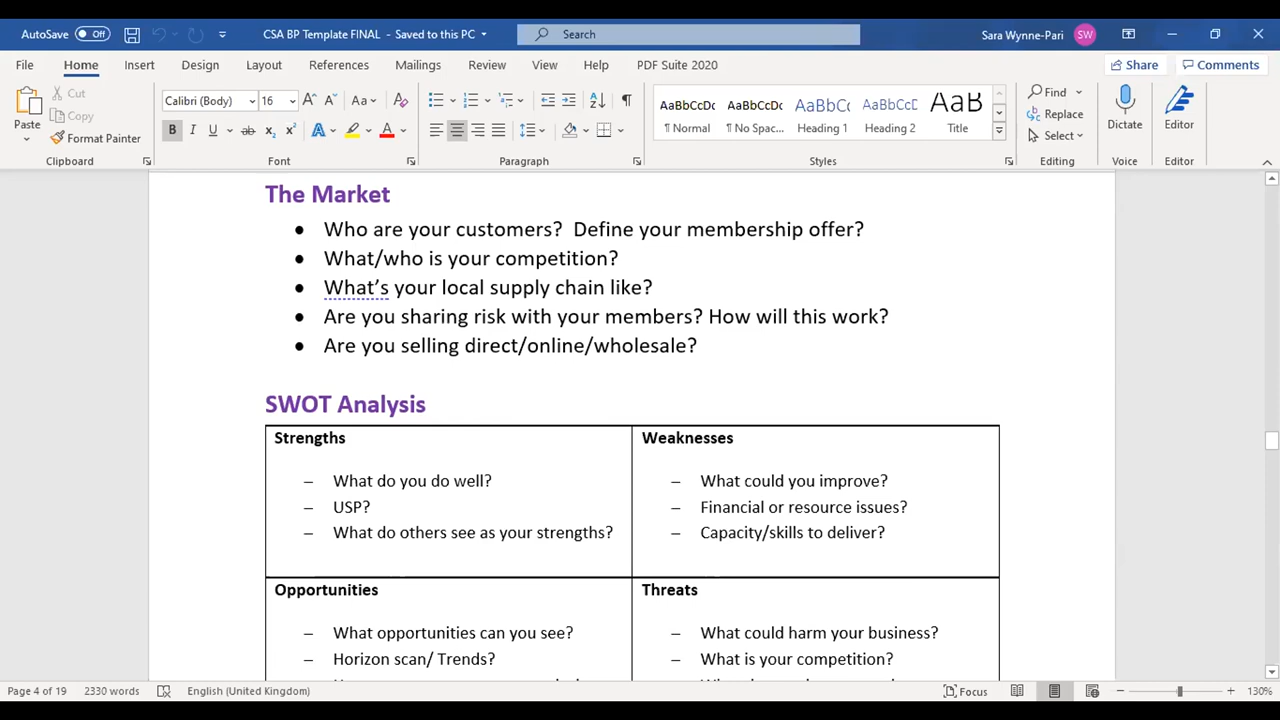 AutoSave Off CSA BP Template FINAL - Saved to this PC Search Sara Wynne-Pari SW
File Home Insert Design Layout References Mailings Review View Help PDF Suite 2020 Share Comments
Paste Cut Copy Format Painter
Calibri (Body) 16
AaBbCcDc AaBbCcDc AaBbCc AaBbCcD AaB
¶ Normal ¶ No Spac... Heading 1 Heading 2 Title
Find Replace Select
Dictate Editor
Clipboard Font Paragraph Styles Editing Voice Editor
The Market
• Who are your customers? Define your membership offer?
• What/who is your competition?
• What's your local supply chain like?
• Are you sharing risk with your members? How will this work?
• Are you selling direct/online/wholesale?
SWOT Analysis
Strengths
– What do you do well?
– USP?
– What do others see as your strengths?
Weaknesses
– What could you improve?
– Financial or resource issues?
– Capacity/skills to deliver?
Opportunities
– What opportunities can you see?
– Horizon scan/ Trends?
Threats
– What could harm your business?
– What is your competition?
Page 4 of 19 2330 words English (United Kingdom) Focus 130%